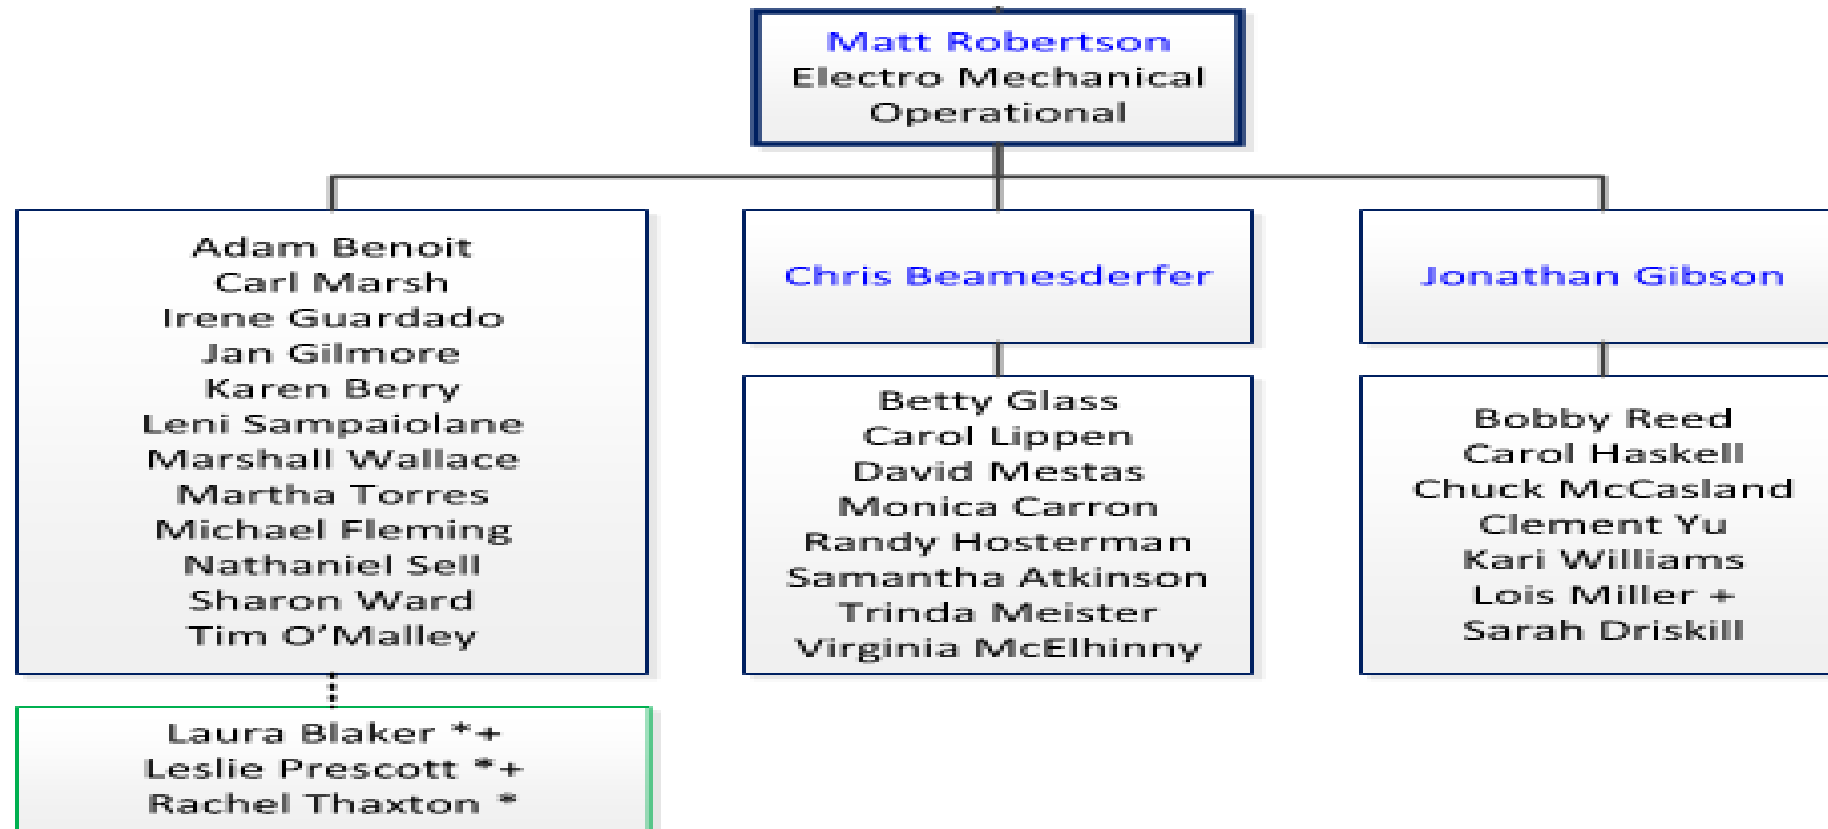 Matt Robertson
Electro Mechanical
Operational
Adam Benoit
Carl Marsh
Irene Guardado
Jan Gilmore
Karen Berry
Leni Sampaiolane
Marshall Wallace
Martha Torres
Michael Fleming
Nathaniel Sell
Sharon Ward
Tim O’Malley
Laura Blaker *+
Leslie Prescott *+
Rachel Thaxton *
Chris Beamesderfer
Betty Glass
Carol Lippen
David Mestas
Monica Carron
Randy Hosterman
Samantha Atkinson
Trinda Meister
Virginia McElhinny
Jonathan Gibson
Bobby Reed
Carol Haskell
Chuck McCasland
Clement Yu
Kari Williams
Lois Miller +
Sarah Driskill